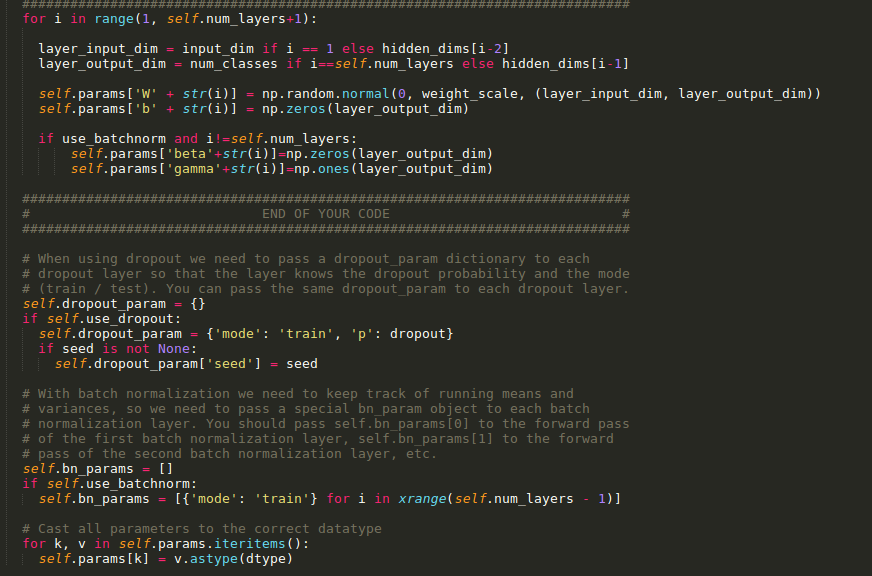 ############################################################################
for i in range(1, self.num_layers+1):
  layer_input_dim = input_dim if i == 1 else hidden_dims[i-2]
  layer_output_dim = num_classes if i==self.num_layers else hidden_dims[i-1]
  self.params['W' + str(i)] = np.random.normal(0, weight_scale, (layer_input_dim, layer_output_dim))
  self.params['b' + str(i)] = np.zeros(layer_output_dim)
  if use_batchnorm and i!=self.num_layers:
      self.params['beta'+str(i)]=np.zeros(layer_output_dim)
      self.params['gamma'+str(i)]=np.ones(layer_output_dim)
############################################################################
#                             END OF YOUR CODE                             #
############################################################################
# When using dropout we need to pass a dropout_param dictionary to each
# dropout layer so that the layer knows the dropout probability and the mode
# (train / test). You can pass the same dropout_param to each dropout layer.
self.dropout_param = {}
if self.use_dropout:
  self.dropout_param = {'mode': 'train', 'p': dropout}
  if seed is not None:
    self.dropout_param['seed'] = seed
# With batch normalization we need to keep track of running means and
# variances, so we need to pass a special bn_param object to each batch
# normalization layer. You should pass self.bn_params[0] to the forward pass
# of the first batch normalization layer, self.bn_params[1] to the forward
# pass of the second batch normalization layer, etc.
self.bn_params = []
if self.use_batchnorm:
  self.bn_params = [{'mode': 'train'} for i in xrange(self.num_layers - 1)]
# Cast all parameters to the correct datatype
for k, v in self.params.iteritems():
  self.params[k] = v.astype(dtype)